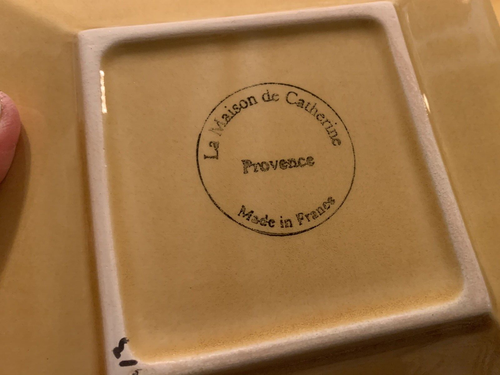 La Maison de Catherine
Provence
Made in France